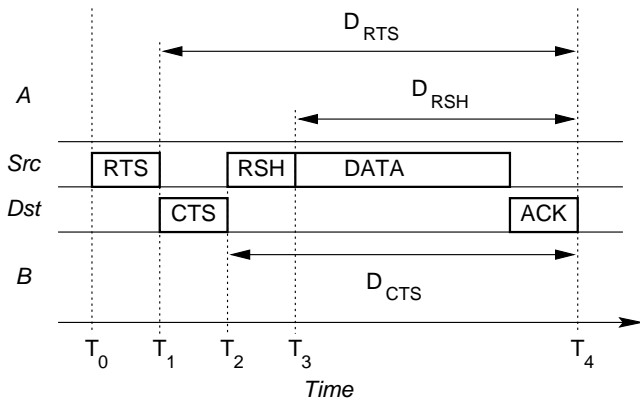 D_RTS
A
D_RSH
Src RTS RSH DATA
Dst CTS ACK
B
D_CTS
T_0 T_1 T_2 T_3 T_4
Time